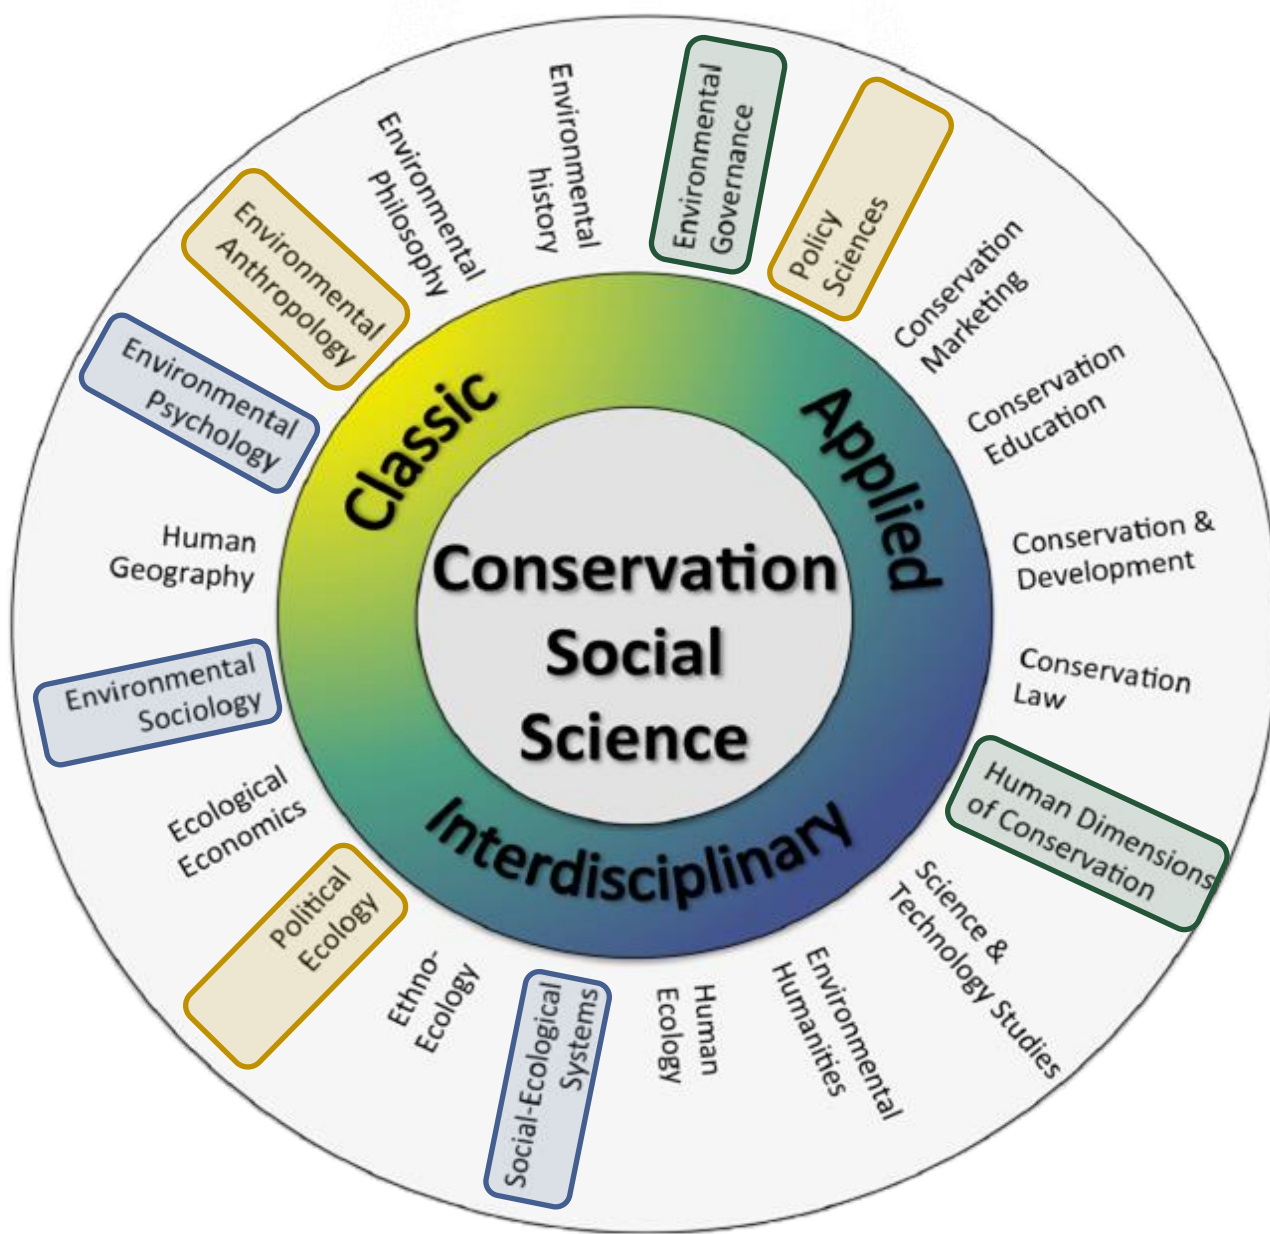 Conservation
Social
Science
Classic
Applied
Interdisciplinary
Environmental
Governance
Policy
Sciences
Conservation
Marketing
Conservation
Education
Conservation &
Development
Conservation
Law
Human Dimensions
of Conservation
Science &
Technology Studies
Environmental
Humanities
Human
Ecology
Social-Ecological
Systems
Ethno-
Ecology
Political
Ecology
Ecological
Economics
Environmental
Sociology
Human
Geography
Environmental
Psychology
Environmental
Anthropology
Environmental
Philosophy
Environmental
history